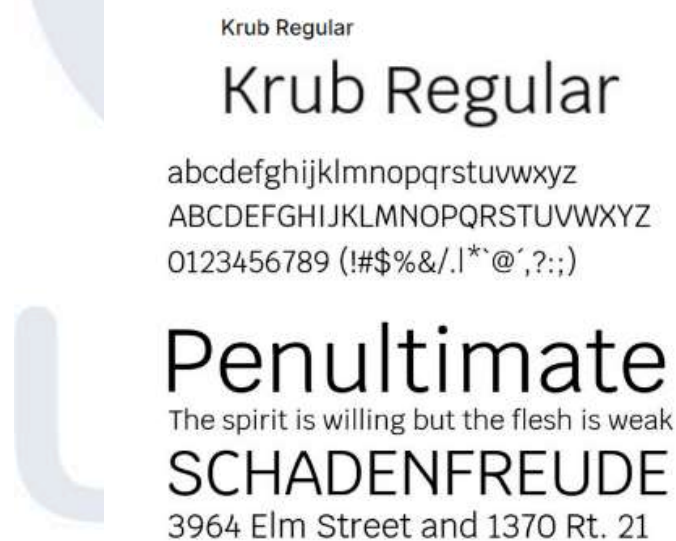 Krub Regular
Krub Regular
abcdefghijklmnopqrstuvwxyz
ABCDEFGHIJKLMNOPQRSTUVWXYZ
0123456789 (!#$%&/.|*`@´,?:;)
Penultimate
The spirit is willing but the flesh is weak
SCHADENFREUDE
3964 Elm Street and 1370 Rt. 21